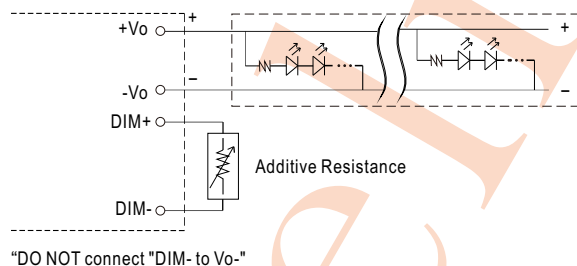 +Vo
+
+
-Vo
−
−
DIM+
Additive Resistance
DIM-
“DO NOT connect "DIM- to Vo-"